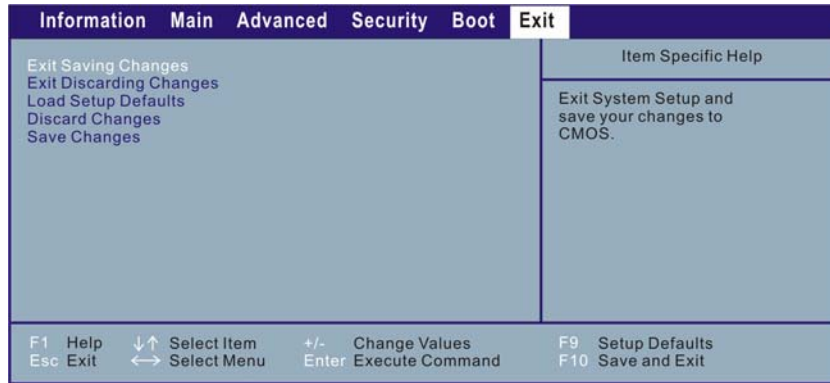 Information Main Advanced Security Boot Exit
Exit Saving Changes
Exit Discarding Changes
Load Setup Defaults
Discard Changes
Save Changes
Item Specific Help
Exit System Setup and
save your changes to
CMOS.
F1 Help ↓↑ Select Item +/- Change Values F9 Setup Defaults
Esc Exit ←→ Select Menu Enter Execute Command F10 Save and Exit